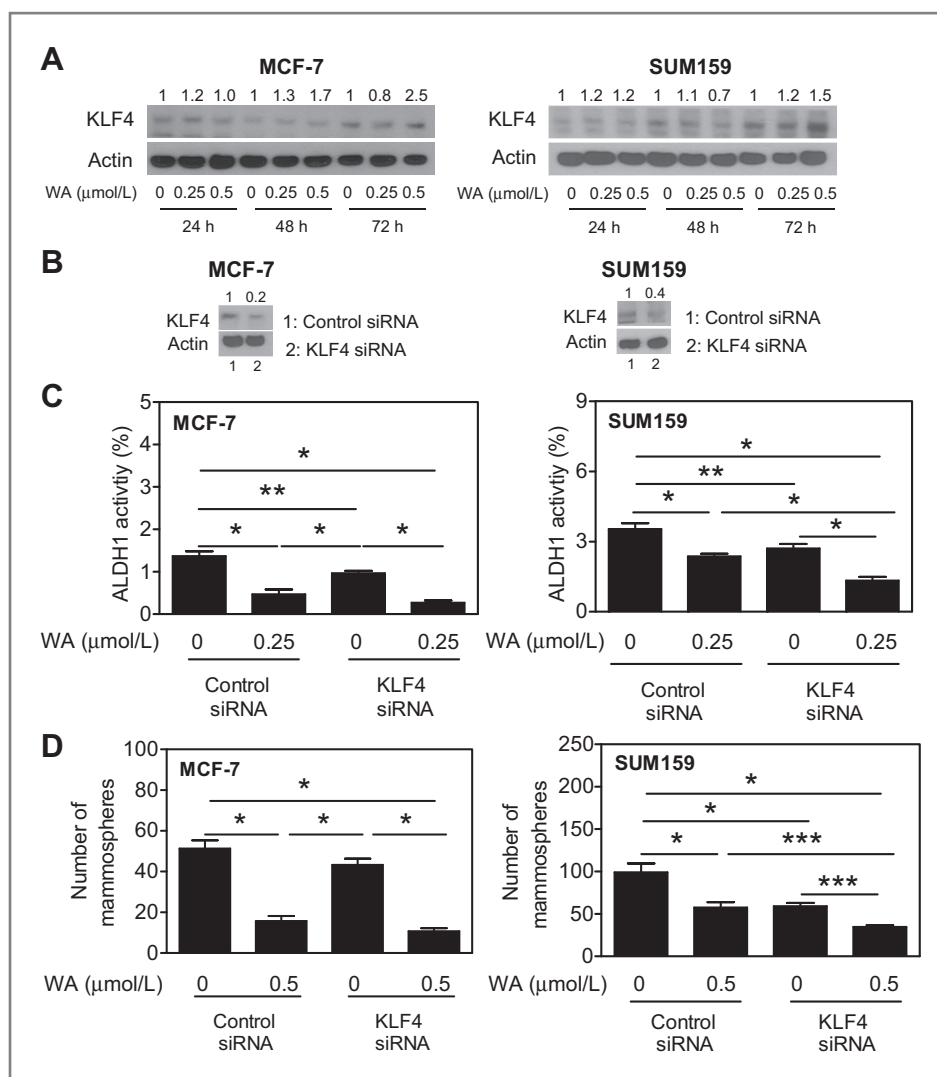 A
MCF-7
1 1.2 1.0 1 1.3 1.7 1 0.8 2.5
KLF4
Actin
WA (μmol/L) 0 0.25 0.5 0 0.25 0.5 0 0.25 0.5
24 h 48 h 72 h
SUM159
1 1.2 1.2 1 1.1 0.7 1 1.2 1.5
KLF4
Actin
WA (μmol/L) 0 0.25 0.5 0 0.25 0.5 0 0.25 0.5
24 h 48 h 72 h
B
MCF-7
1 0.2
KLF4 1: Control siRNA
Actin 2: KLF4 siRNA
1 2
SUM159
1 0.4
KLF4 1: Control siRNA
Actin 2: KLF4 siRNA
1 2
C
MCF-7
ALDH1 activtiy (%)
5
4
3
2
1
0
*
**
* * *
WA (μmol/L) 0 0.25 0 0.25
Control KLF4
siRNA siRNA
SUM159
ALDH1 activity (%)
9
6
3
0
*
**
* *
*
WA (μmol/L) 0 0.25 0 0.25
Control KLF4
siRNA siRNA
D
MCF-7
Number of
mammospheres
100
80
60
40
20
0
*
* * *
WA (μmol/L) 0 0.5 0 0.5
Control KLF4
siRNA siRNA
SUM159
Number of
mammospheres
250
200
150
100
50
0
*
*
* ***
***
WA (μmol/L) 0 0.5 0 0.5
Control KLF4
siRNA siRNA